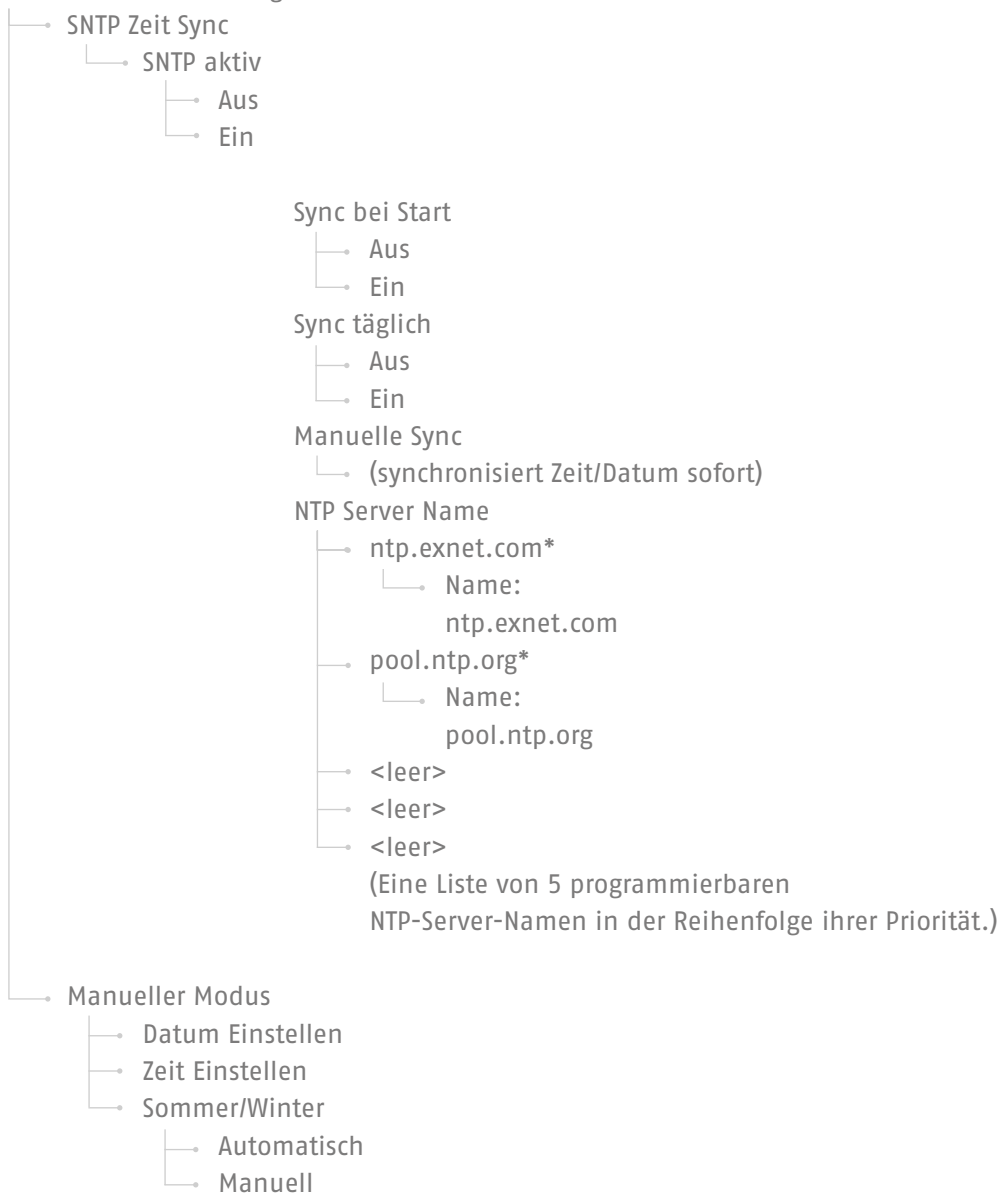 SNTP Zeit Sync
SNTP aktiv
Aus
Ein
Sync bei Start
Aus
Ein
Sync täglich
Aus
Ein
Manuelle Sync
(synchronisiert Zeit/Datum sofort)
NTP Server Name
ntp.exnet.com*
Name:
ntp.exnet.com
pool.ntp.org*
Name:
pool.ntp.org
<leer>
<leer>
<leer>
(Eine Liste von 5 programmierbaren
NTP-Server-Namen in der Reihenfolge ihrer Priorität.)
Manueller Modus
Datum Einstellen
Zeit Einstellen
Sommer/Winter
Automatisch
Manuell